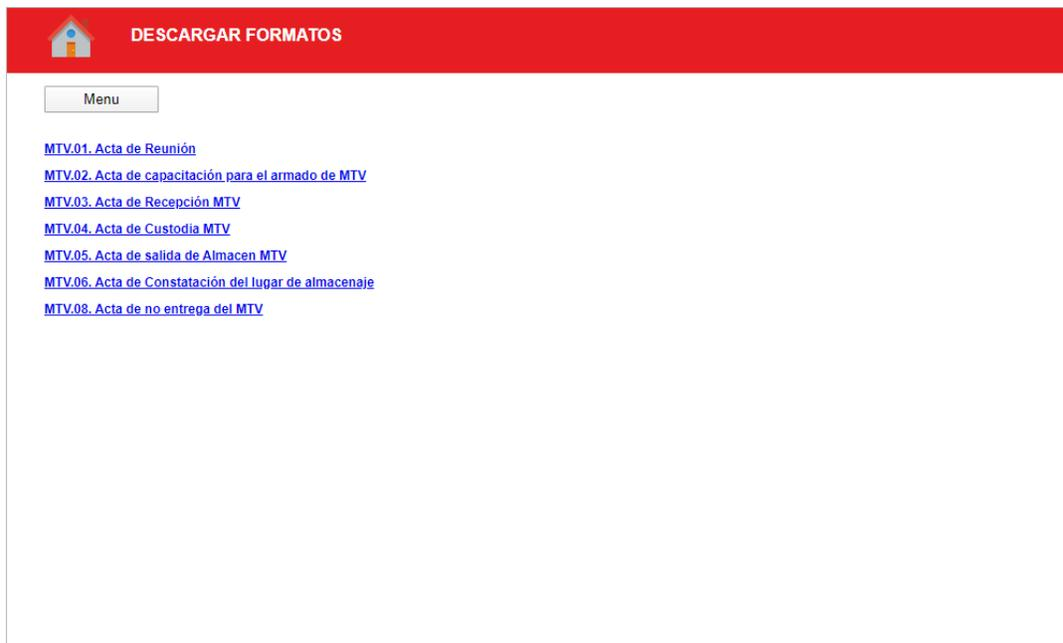 DESCARGAR FORMATOS
Menu
MTV.01. Acta de Reunión
MTV.02. Acta de capacitación para el armado de MTV
MTV.03. Acta de Recepción MTV
MTV.04. Acta de Custodia MTV
MTV.05. Acta de salida de Almacen MTV
MTV.06. Acta de Constatación del lugar de almacenaje
MTV.08. Acta de no entrega del MTV